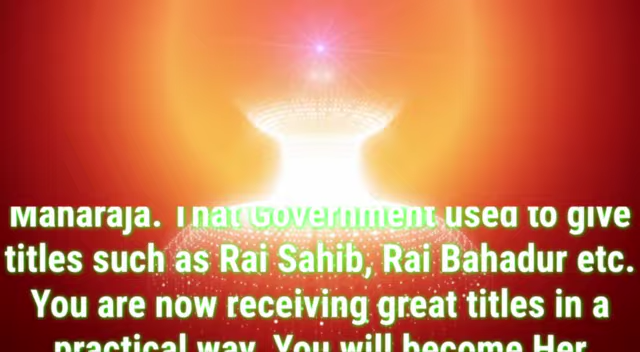 Maharaja. That Government used to give
titles such as Rai Sahib, Rai Bahadur etc.
You are now receiving great titles in a
practical way. You will become Her